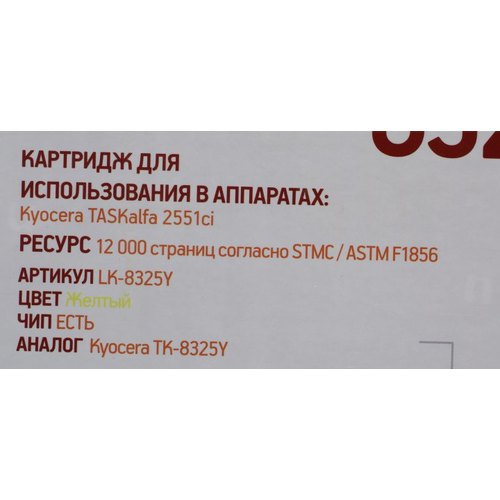 КАРТРИДЖ ДЛЯ
ИСПОЛЬЗОВАНИЯ В АППАРАТАХ:
Kyocera TASKalfa 2551ci
РЕСУРС 12 000 страниц согласно STMC / ASTM F1856
АРТИКУЛ LK-8325Y
ЦВЕТ Желтый
ЧИП ЕСТЬ
АНАЛОГ Kyocera TK-8325Y